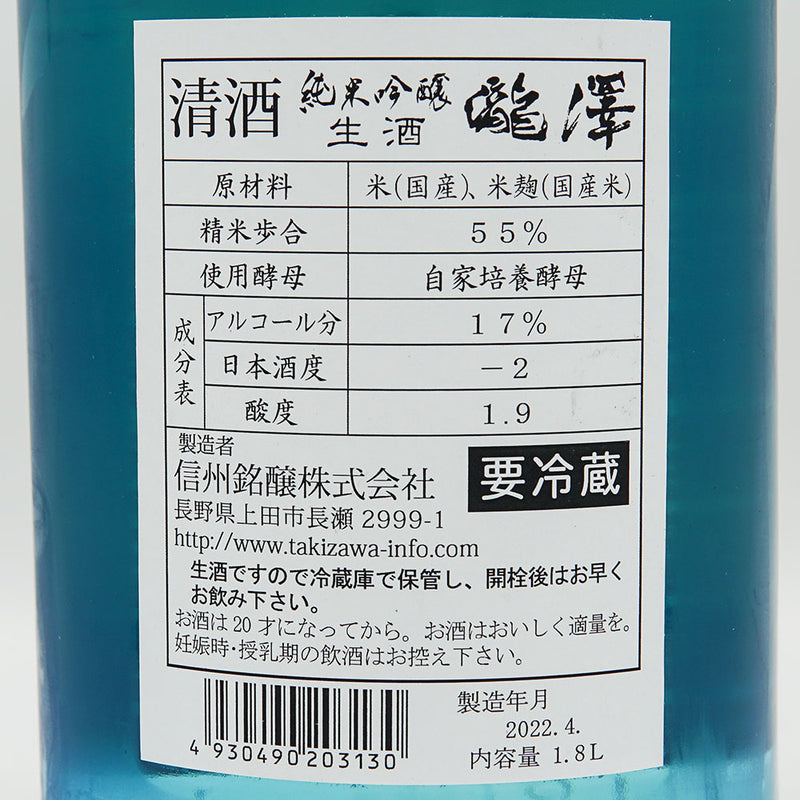 清酒 純米吟醸 生酒 瀧澤
原材料 米(国産)、米麹(国産米)
精米歩合 55%
使用酵母 自家培養酵母
成分表
アルコール分 17%
日本酒度 −2
酸度 1.9
製造者
信州銘醸株式会社 要冷蔵
長野県上田市長瀬 2999-1
http://www.takizawa-info.com
生酒ですので冷蔵庫で保管し、開栓後はお早く
お飲み下さい。
お酒は20才になってから。お酒はおいしく適量を。
妊娠時・授乳期の飲酒はお控え下さい。
製造年月
2022.4.
4930490203130 内容量 1.8L